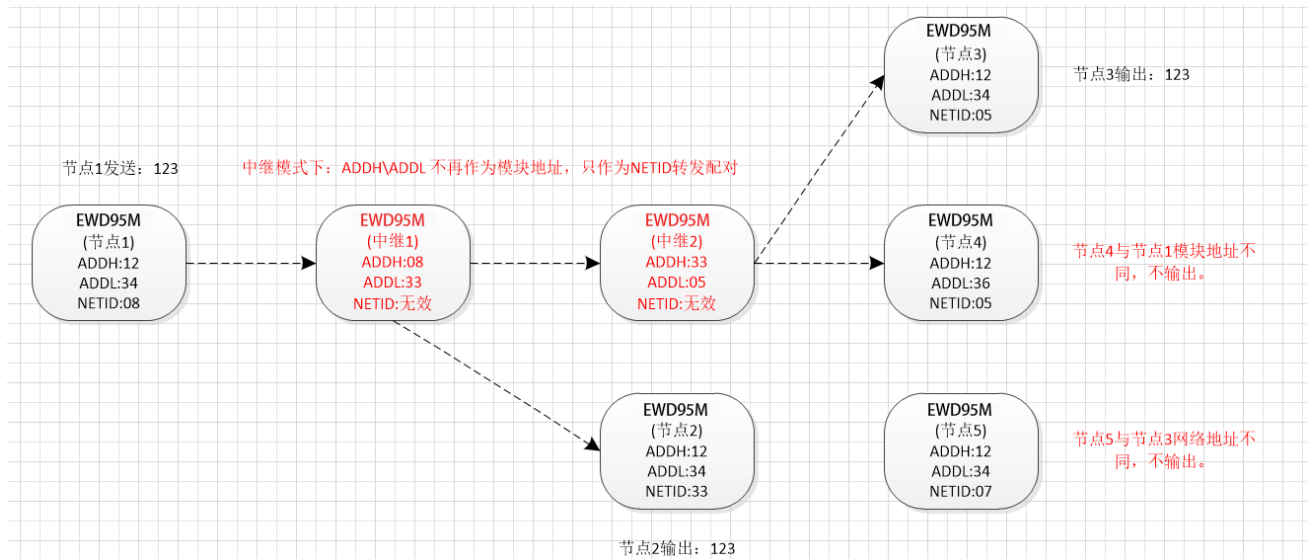 EWD95M
(节点3)
ADDH:12
ADDL:34
NETID:05
节点3输出：123
节点1发送：123
中继模式下：ADDH\ADDL 不再作为模块地址，只作为NETID转发配对
EWD95M
(节点1)
ADDH:12
ADDL:34
NETID:08
EWD95M
(中继1)
ADDH:08
ADDL:33
NETID:无效
EWD95M
(中继2)
ADDH:33
ADDL:05
NETID:无效
EWD95M
(节点4)
ADDH:12
ADDL:36
NETID:05
节点4与节点1模块地址不
同，不输出。
EWD95M
(节点2)
ADDH:12
ADDL:34
NETID:33
EWD95M
(节点5)
ADDH:12
ADDL:34
NETID:07
节点5与节点3网络地址不
同，不输出。
节点2输出：123